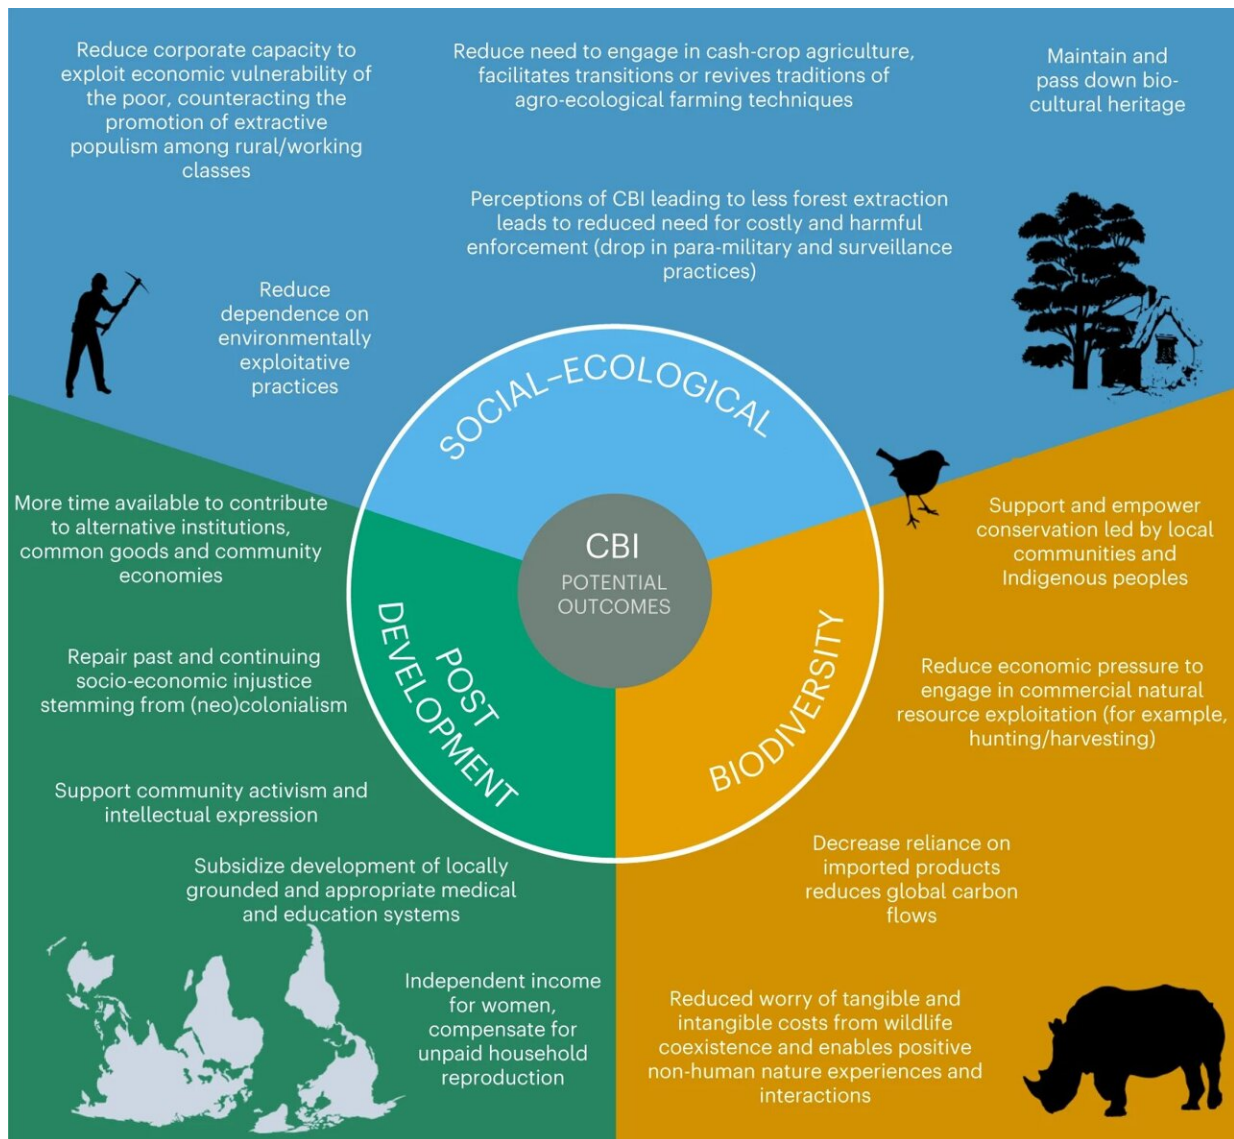 Reduce corporate capacity to
exploit economic vulnerability of
the poor, counteracting the
promotion of extractive
populism among rural/working
classes
Reduce need to engage in cash-crop agriculture,
facilitates transitions or revives traditions of
agro-ecological farming techniques
Maintain and
pass down bio-
cultural heritage
Perceptions of CBI leading to less forest extraction
leads to reduced need for costly and harmful
enforcement (drop in para-military and surveillance
practices)
Reduce
dependence on
environmentally
exploitative
practices
SOCIAL–ECOLOGICAL
CBI
POTENTIAL
OUTCOMES
POST
DEVELOPMENT
BIODIVERSITY
More time available to contribute
to alternative institutions,
common goods and community
economies
Repair past and continuing
socio-economic injustice
stemming from (neo)colonialism
Support community activism and
intellectual expression
Subsidize development of locally
grounded and appropriate medical
and education systems
Independent income
for women,
compensate for
unpaid household
reproduction
Support and empower
conservation led by local
communities and
Indigenous peoples
Reduce economic pressure to
engage in commercial natural
resource exploitation (for example,
hunting/harvesting)
Decrease reliance on
imported products
reduces global carbon
flows
Reduced worry of tangible and
intangible costs from wildlife
coexistence and enables positive
non-human nature experiences and
interactions